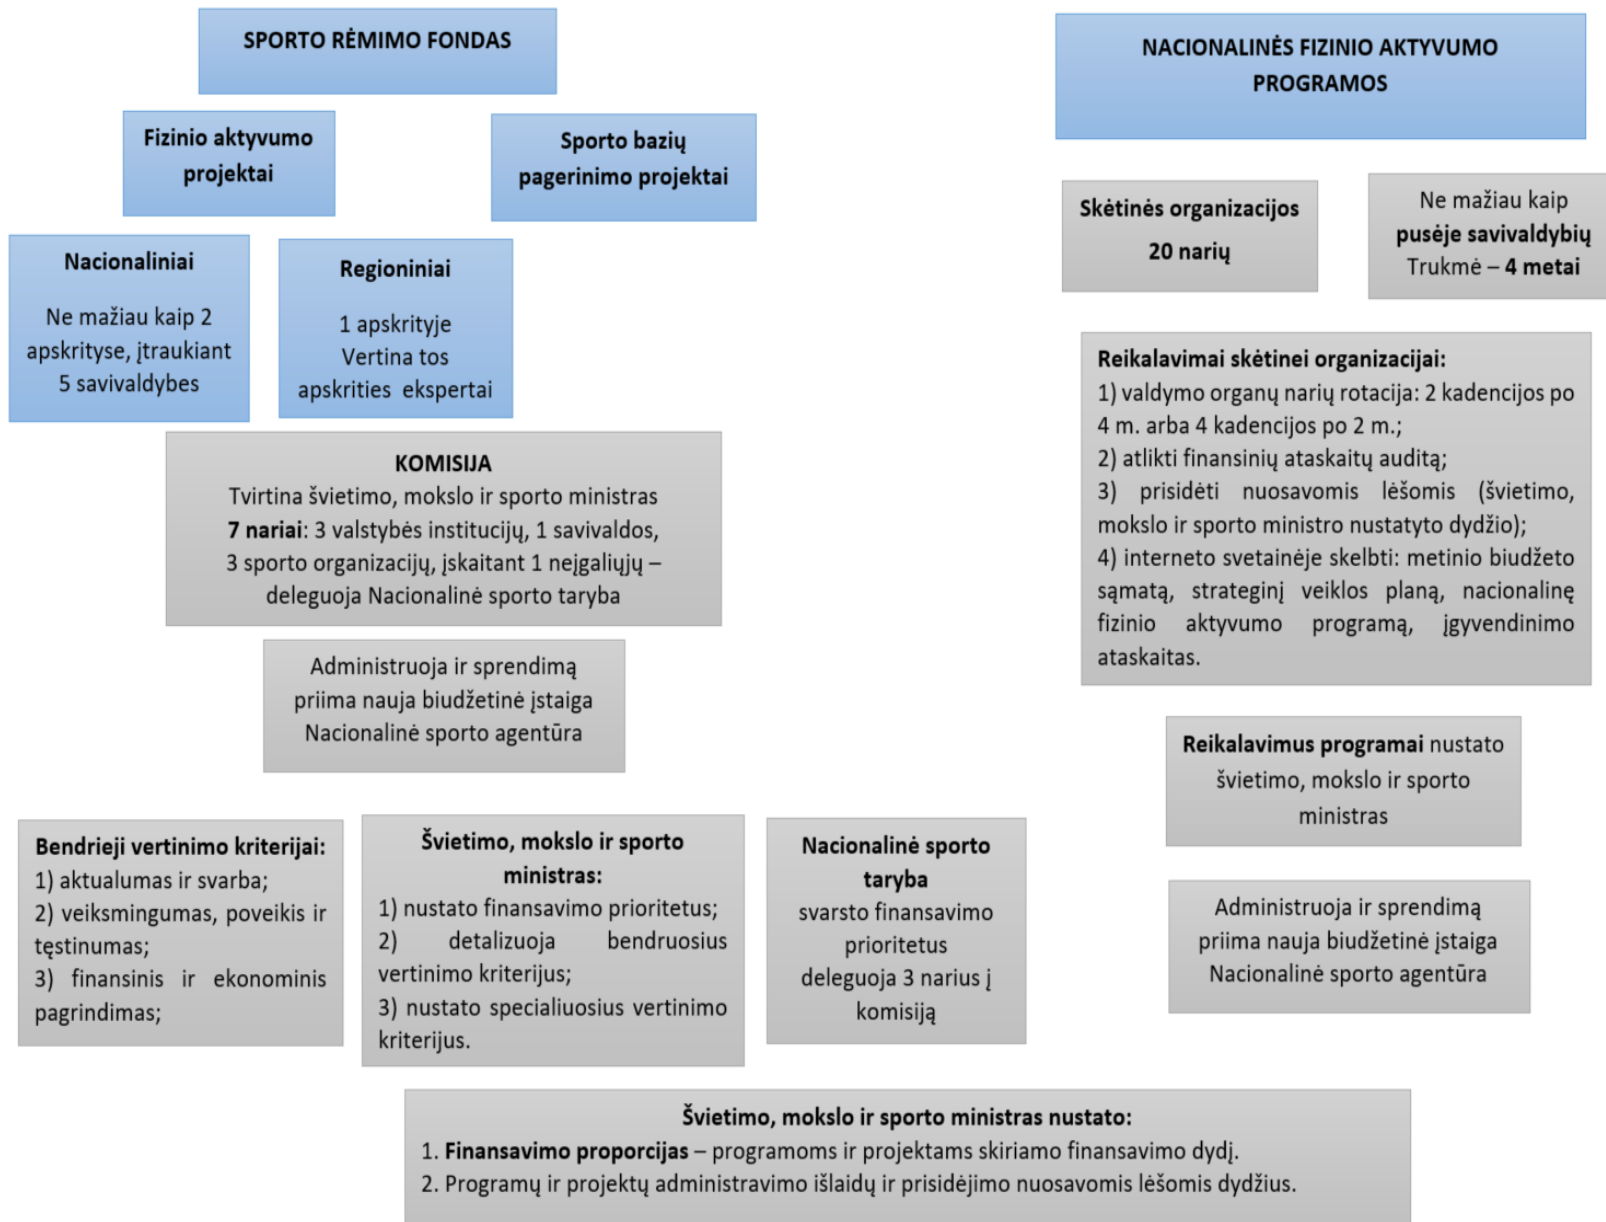 SPORTO RĖMIMO FONDAS
Fizinio aktyvumo
projektai
Sporto bazių
pagerinimo projektai
Nacionaliniai
Ne mažiau kaip 2
apskrityse, įtraukiant
5 savivaldybes
Regioniniai
1 apskrityje
Vertina tos
apskrities ekspertai
KOMISIJA
Tvirtina švietimo, mokslo ir sporto ministras
7 nariai: 3 valstybės institucijų, 1 savivaldos,
3 sporto organizacijų, įskaitant 1 neįgaliųjų –
deleguoja Nacionalinė sporto taryba
Administruoja ir sprendimą
priima nauja biudžetinė įstaiga
Nacionalinė sporto agentūra
Bendrieji vertinimo kriterijai:
1) aktualumas ir svarba;
2) veiksmingumas, poveikis ir
tęstinumas;
3) finansinis ir ekonominis
pagrindimas;
Švietimo, mokslo ir sporto
ministras:
1) nustato finansavimo prioritetus;
2) detalizuoja bendruosius
vertinimo kriterijus;
3) nustato specialiuosius vertinimo
kriterijus.
Nacionalinė sporto
taryba
svarsto finansavimo
prioritetus
deleguoja 3 narius į
komisiją
NACIONALINĖS FIZINIO AKTYVUMO
PROGRAMOS
Skėtinės organizacijos
20 narių
Ne mažiau kaip
pusėje savivaldybių
Trukmė – 4 metai
Reikalavimai skėtinei organizacijai:
1) valdymo organų narių rotacija: 2 kadencijos po
4 m. arba 4 kadencijos po 2 m.;
2) atlikti finansinių ataskaitų auditą;
3) prisidėti nuosavomis lėšomis (švietimo,
mokslo ir sporto ministro nustatyto dydžio);
4) interneto svetainėje skelbti: metinio biudžeto
sąmatą, strateginį veiklos planą, nacionalinę
fizinio aktyvumo programą, įgyvendinimo
ataskaitas.
Reikalavimus programai nustato
švietimo, mokslo ir sporto
ministras
Administruoja ir sprendimą
priima nauja biudžetinė įstaiga
Nacionalinė sporto agentūra
Švietimo, mokslo ir sporto ministras nustato:
1. Finansavimo proporcijas – programoms ir projektams skiriamo finansavimo dydį.
2. Programų ir projektų administravimo išlaidų ir prisidėjimo nuosavomis lėšomis dydžius.